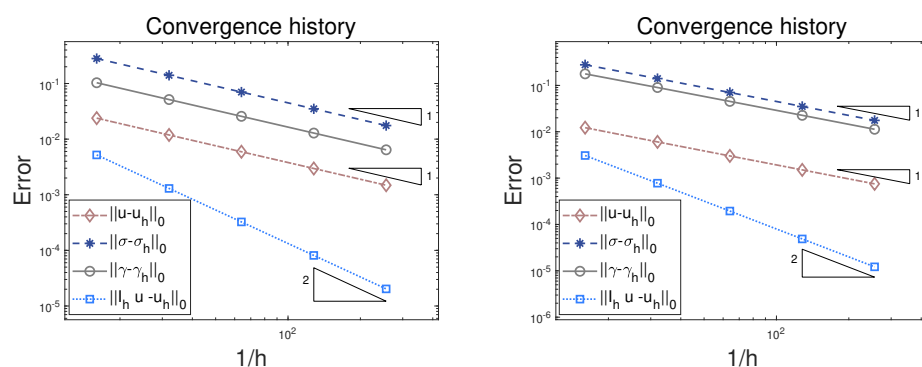 Convergence history
Error
10^-1
10^-2
10^-3
10^-4
10^-5
1
1
2
||u-u_h||_0
||σ-σ_h||_0
||γ-γ_h||_0
||I_h u -u_h||_0
10^2
1/h
Convergence history
Error
10^-1
10^-2
10^-3
10^-4
10^-5
10^-6
1
1
2
||u-u_h||_0
||σ-σ_h||_0
||γ-γ_h||_0
||I_h u -u_h||_0
10^2
1/h